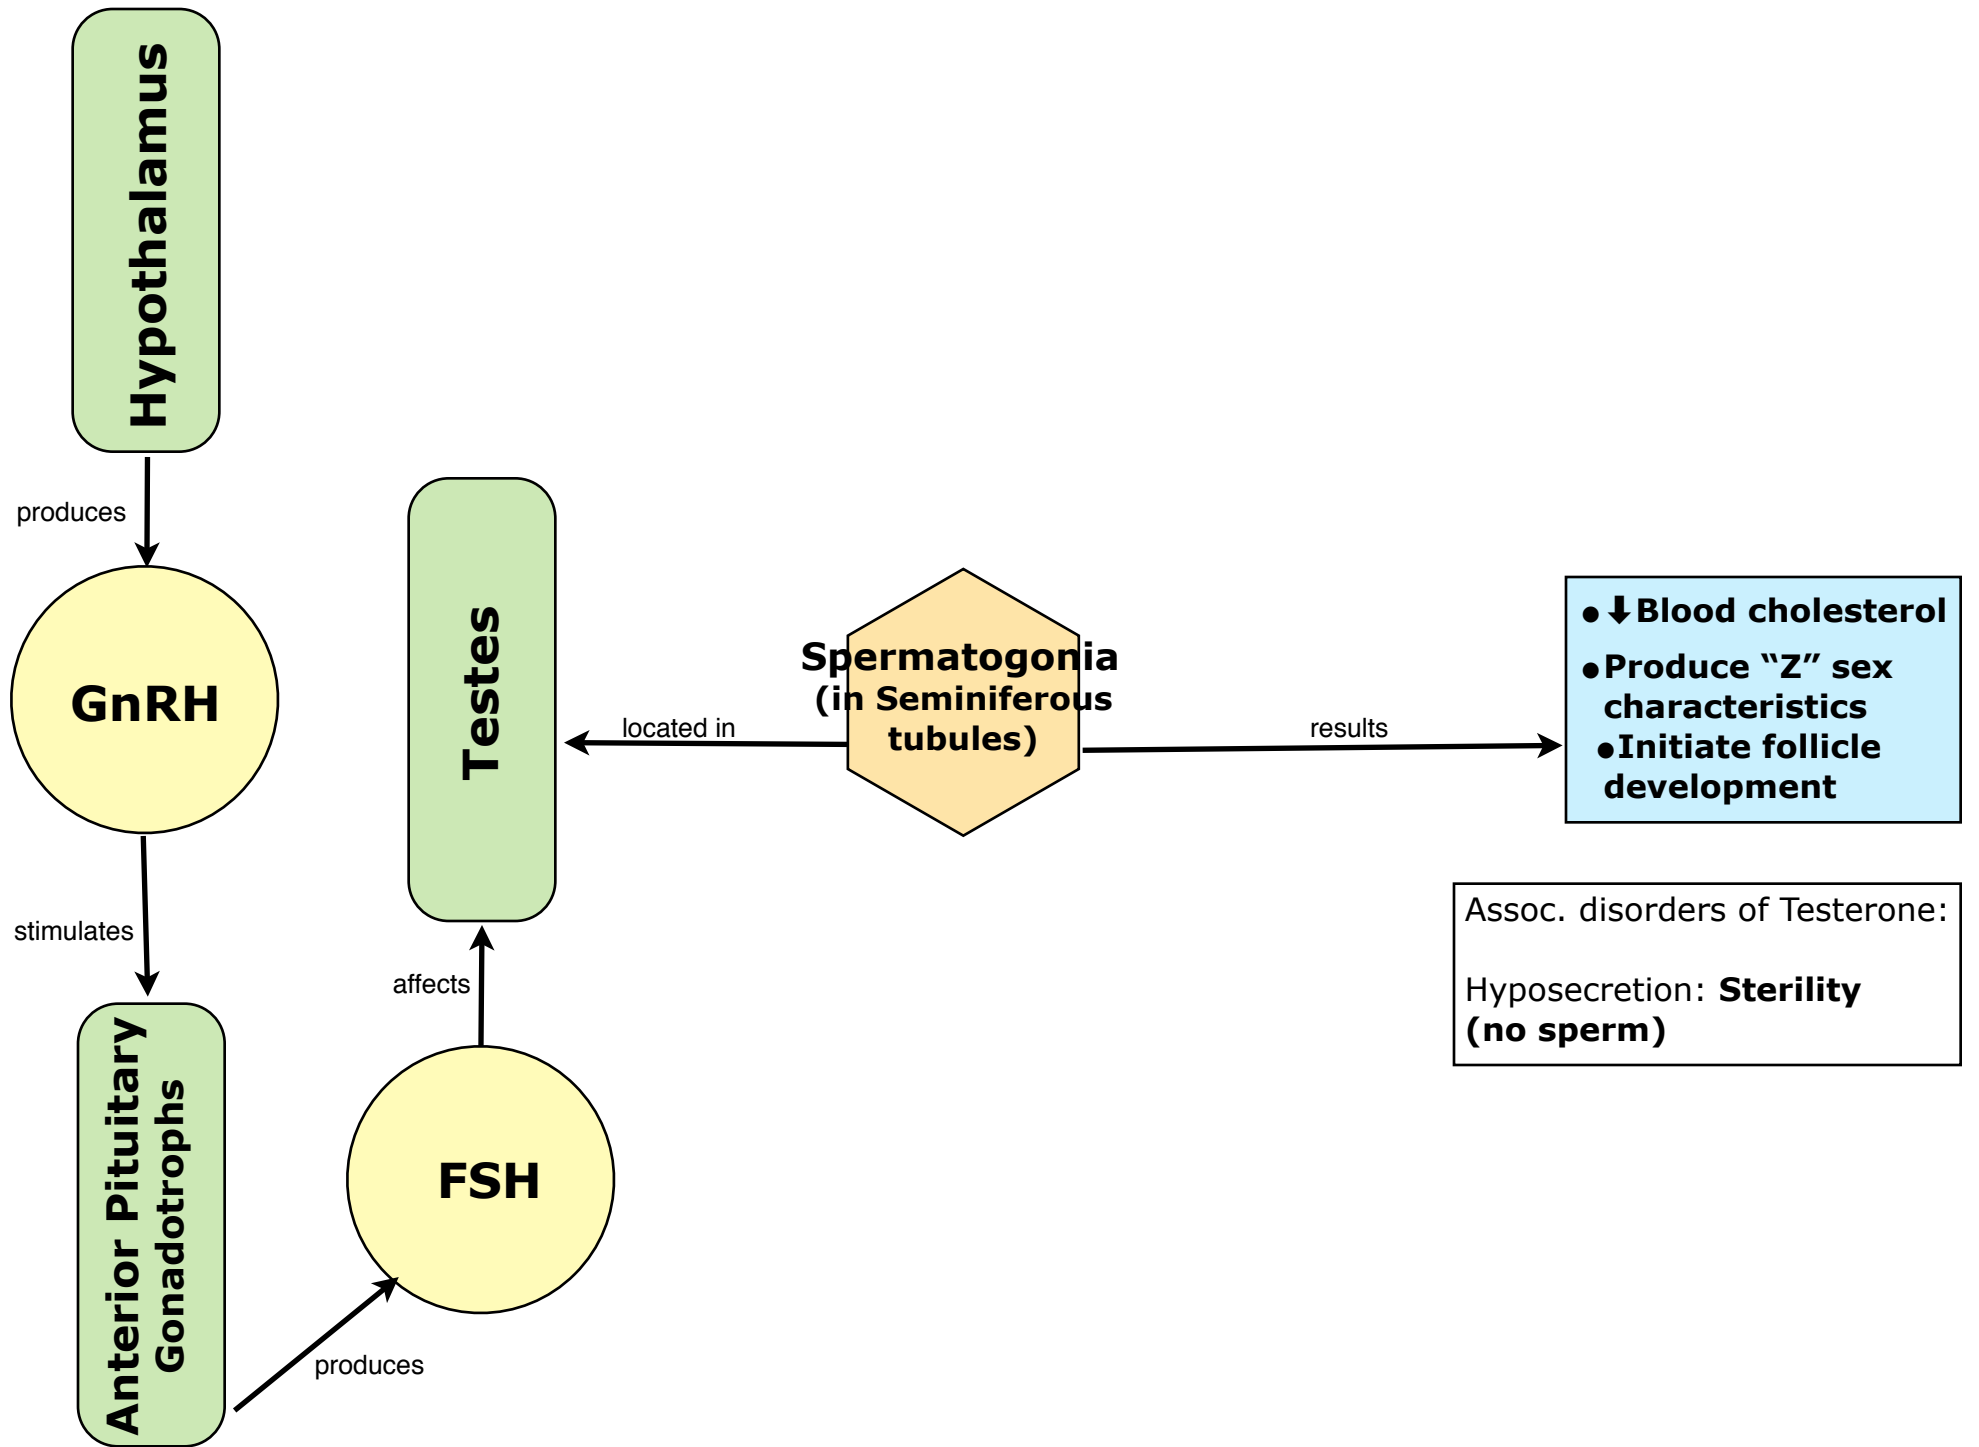 Hypothalamus
produces
GnRH
stimulates
Anterior Pituitary
Gonadotrophs
produces
FSH
affects
Testes
located in
Spermatogonia
(in Seminiferous
tubules)
results
●⬇Blood cholesterol
●Produce “Z” sex
characteristics
●Initiate follicle
development
Assoc. disorders of Testerone:
Hyposecretion: Sterility
(no sperm)